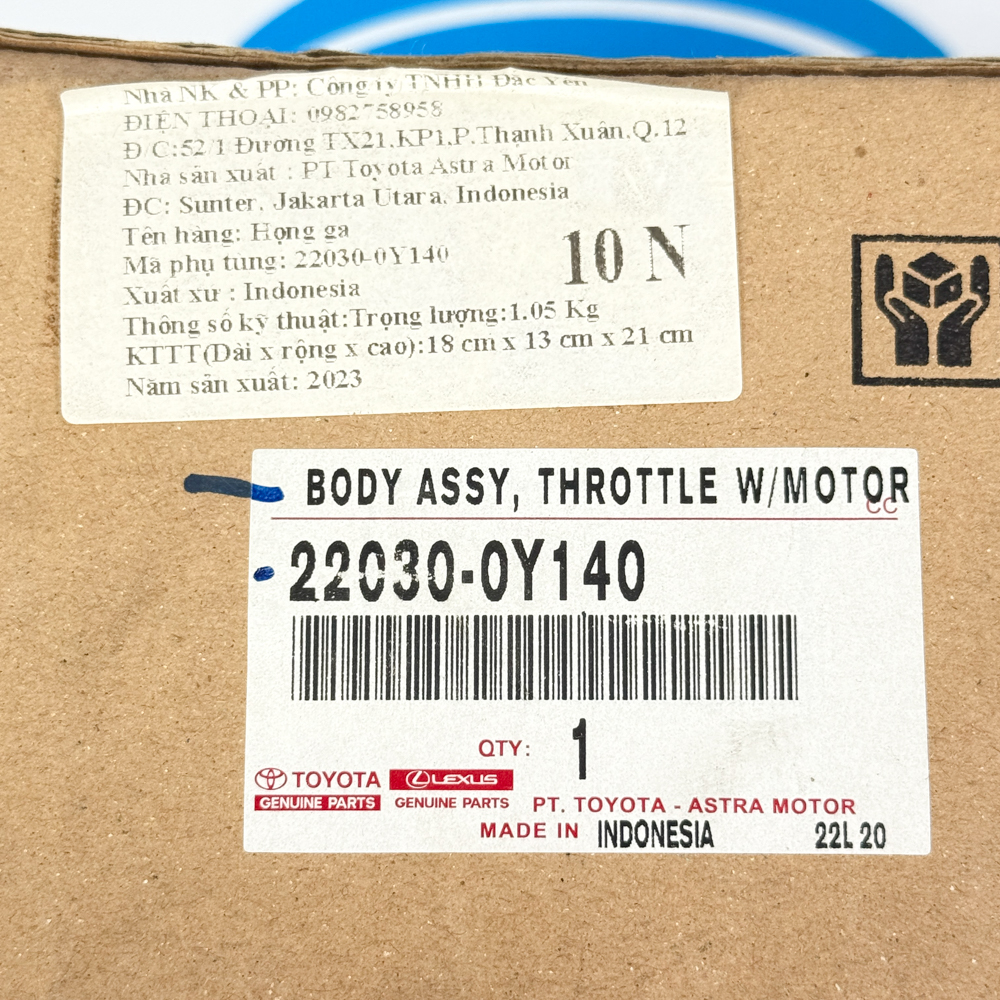 Nhà NK & PP: Công ty TNHH Đắc Yến
ĐIỆN THOẠI: 0982758958
Đ/C:52/1 Đường TX21,KP1,P.Thạnh Xuân,Q.12
Nhà sản xuất : PT Toyota Astra Motor
ĐC: Sunter, Jakarta Utara, Indonesia
Tên hàng: Họng ga
Mã phụ tùng: 22030-0Y140
10 N
Xuất xứ : Indonesia
Thông số kỹ thuật:Trọng lượng:1.05 Kg
KTTT(Dài x rộng x cao):18 cm x 13 cm x 21 cm
Năm sản xuất: 2023
BODY ASSY, THROTTLE W/MOTOR
CC
22030-0Y140
QTY: 1
TOYOTA LEXUS
GENUINE PARTS GENUINE PARTS PT. TOYOTA - ASTRA MOTOR
MADE IN INDONESIA 22L 20